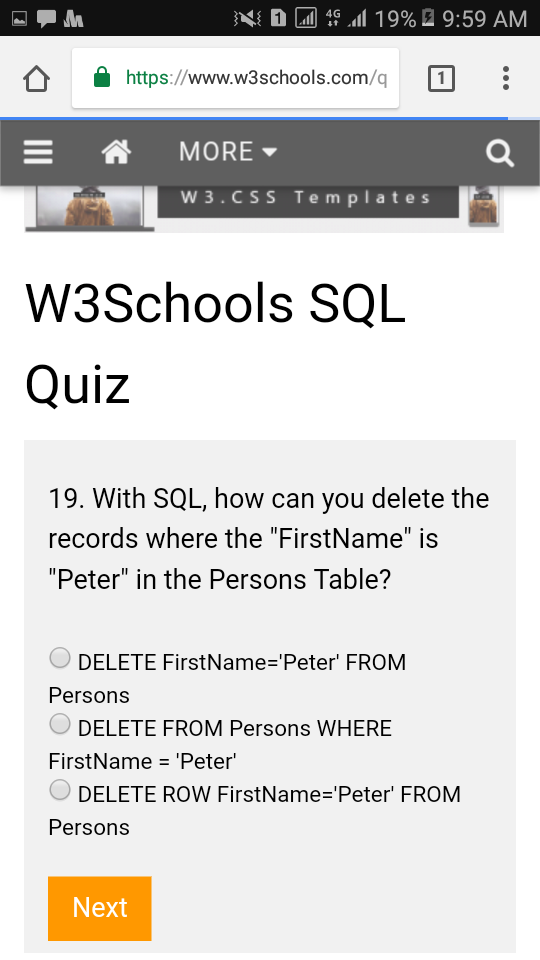 1 4G 19% 9:59 AM
https://www.w3schools.com/q
1
MORE
W3.CSS Templates
W3Schools SQL
Quiz
19. With SQL, how can you delete the
records where the "FirstName" is
"Peter" in the Persons Table?
DELETE FirstName='Peter' FROM
Persons
DELETE FROM Persons WHERE
FirstName = 'Peter'
DELETE ROW FirstName='Peter' FROM
Persons
Next